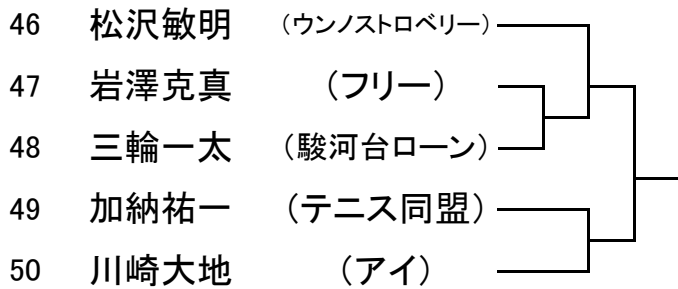 46 松沢敏明 (ウンノストロベリー)
47 岩澤克真 (フリー)
48 三輪一太 (駿河台ローン)
49 加納祐一 (テニス同盟)
50 川崎大地 (アイ)